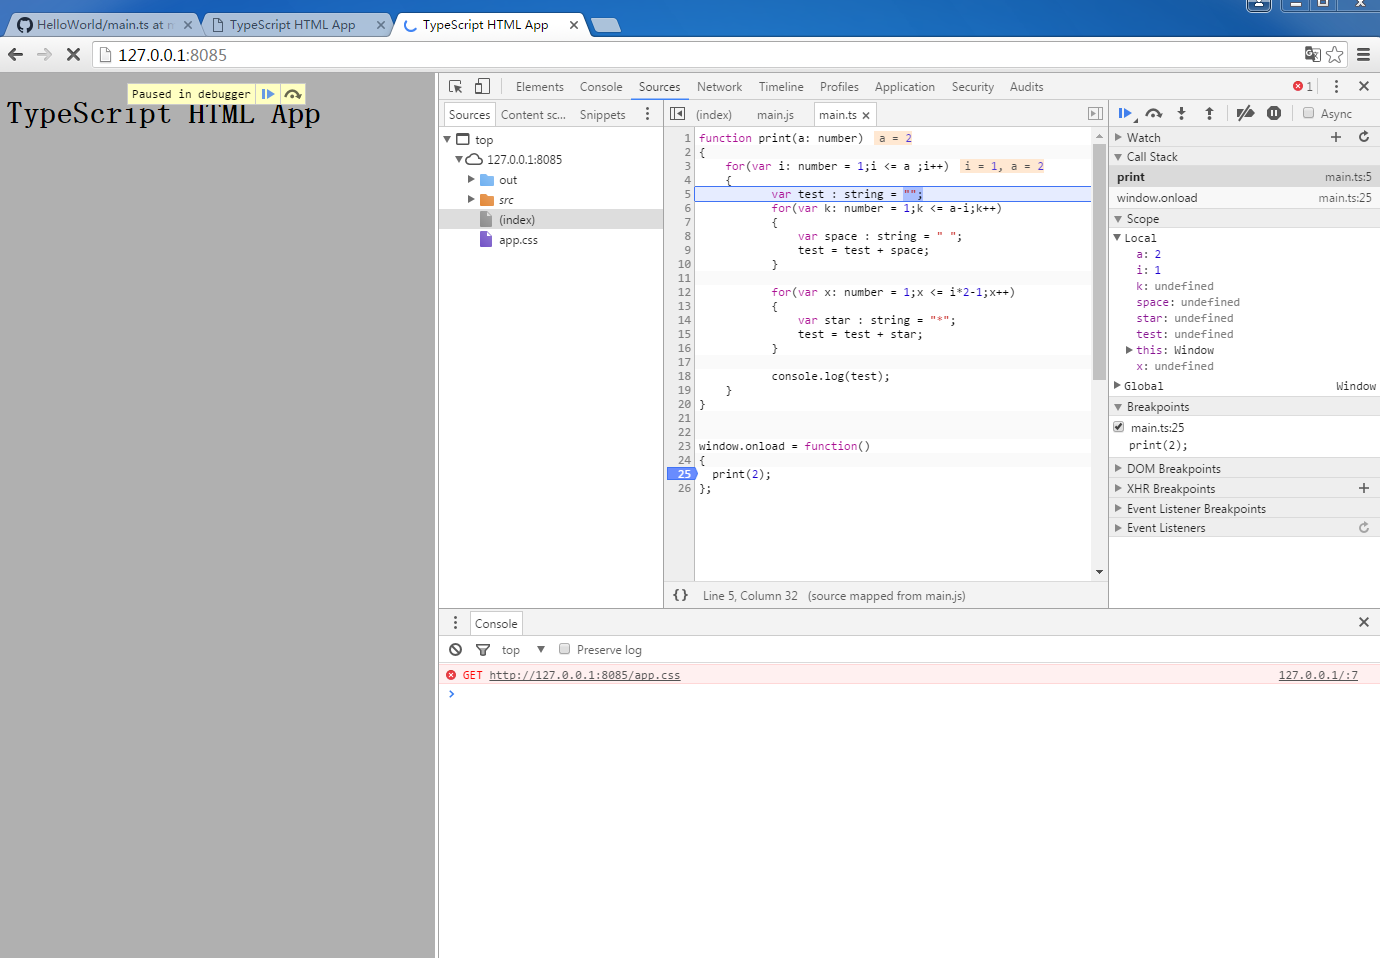 HelloWorld/main.ts at n
TypeScript HTML App
TypeScript HTML App
127.0.0.1:8085
Paused in debugger
TypeScript HTML App
Elements Console Sources Network Timeline Profiles Application Security Audits
1
Sources Content sc... Snippets
top
127.0.0.1:8085
out
src
(index)
app.css
(index) main.js main.ts
1 function print(a: number) a = 2
2 {
3 for(var i: number = 1;i <= a ;i++) i = 1, a = 2
4 {
5 var test : string = "";
6 for(var k: number = 1;k <= a-i;k++)
7 {
8 var space : string = " ";
9 test = test + space;
10 }
11
12 for(var x: number = 1;x <= i*2-1;x++)
13 {
14 var star : string = "*";
15 test = test + star;
16 }
17
18 console.log(test);
19 }
20 }
21
22
23 window.onload = function()
24 {
25 print(2);
26 };
{} Line 5, Column 32 (source mapped from main.js)
Async
Watch
Call Stack
print main.ts:5
window.onload main.ts:25
Scope
Local
a: 2
i: 1
k: undefined
space: undefined
star: undefined
test: undefined
this: Window
x: undefined
Global Window
Breakpoints
main.ts:25
print(2);
DOM Breakpoints
XHR Breakpoints
Event Listener Breakpoints
Event Listeners
Console
top Preserve log
GET http://127.0.0.1:8085/app.css 127.0.0.1/:7